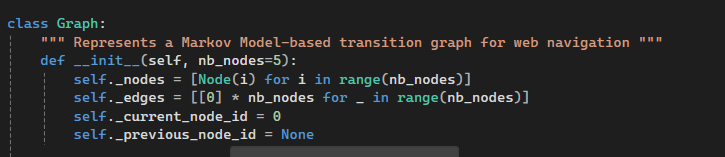 class Graph:
    """ Represents a Markov Model-based transition graph for web navigation """
    def __init__(self, nb_nodes=5):
        self._nodes = [Node(i) for i in range(nb_nodes)]
        self._edges = [[0] * nb_nodes for _ in range(nb_nodes)]
        self._current_node_id = 0
        self._previous_node_id = None